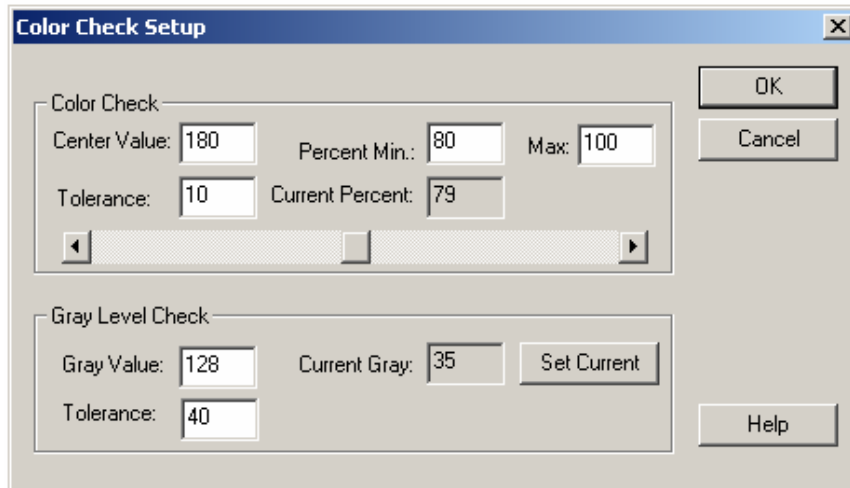 Color Check Setup
OK
Cancel
Color Check
Center Value: 180 Percent Min.: 80 Max: 100
Tolerance: 10 Current Percent: 79
Gray Level Check
Gray Value: 128 Current Gray: 35 Set Current
Tolerance: 40
Help